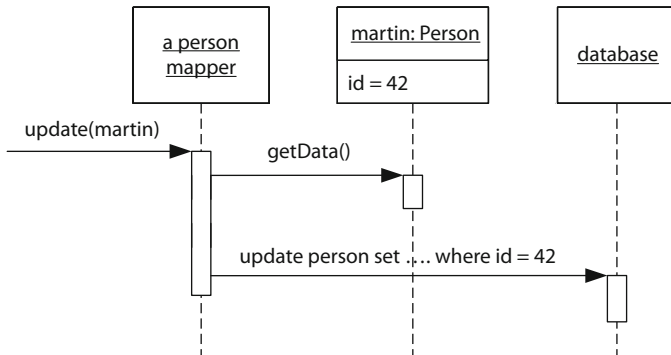 a person
mapper
martin: Person
id = 42
database
update(martin)
getData()
update person set .... where id = 42